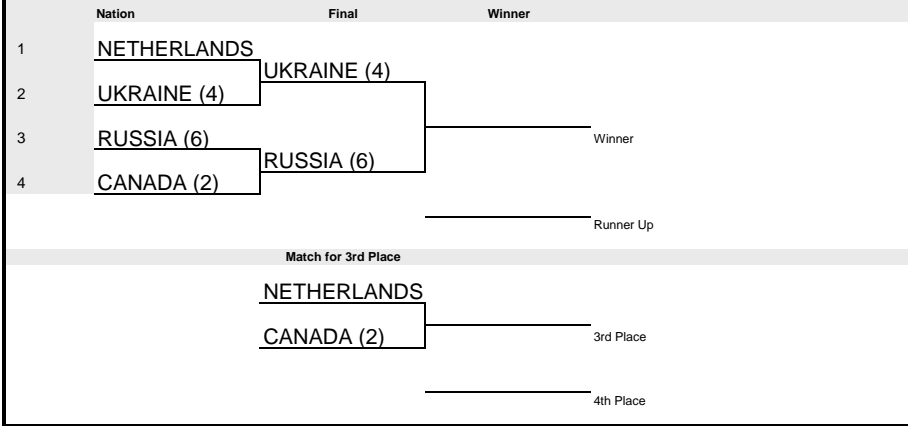 Nation Final Winner
1 NETHERLANDS
UKRAINE (4)
2 UKRAINE (4)
3 RUSSIA (6) Winner
RUSSIA (6)
4 CANADA (2)
Runner Up
Match for 3rd Place
NETHERLANDS
CANADA (2) 3rd Place
4th Place